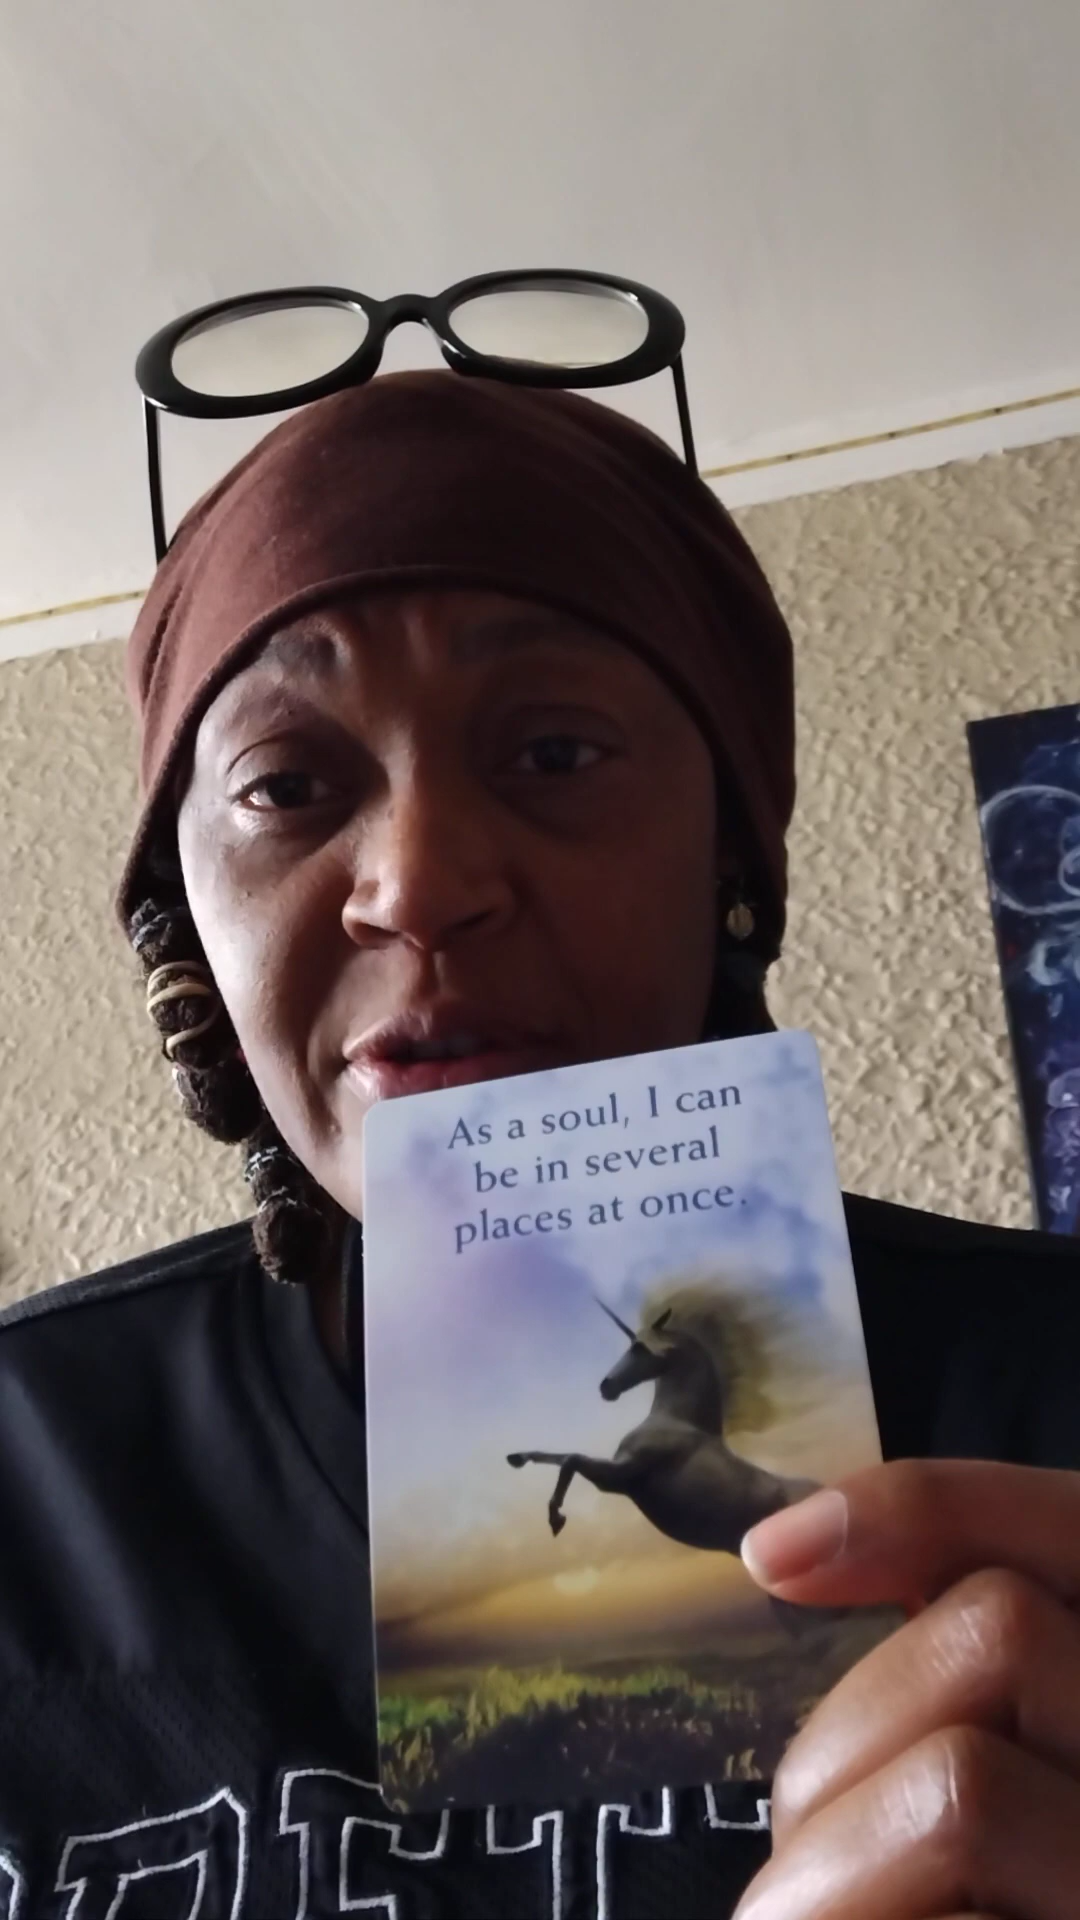 As a soul, I can
be in several
places at once.